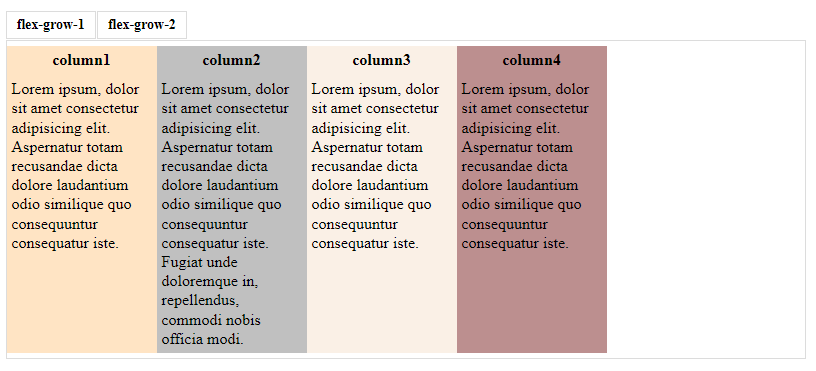 flex-grow-1 flex-grow-2
column1
Lorem ipsum, dolor
sit amet consectetur
adipisicing elit.
Aspernatur totam
recusandae dicta
dolore laudantium
odio similique quo
consequuntur
consequatur iste.
column2
Lorem ipsum, dolor
sit amet consectetur
adipisicing elit.
Aspernatur totam
recusandae dicta
dolore laudantium
odio similique quo
consequuntur
consequatur iste.
Fugiat unde
doloremque in,
repellendus,
commodi nobis
officia modi.
column3
Lorem ipsum, dolor
sit amet consectetur
adipisicing elit.
Aspernatur totam
recusandae dicta
dolore laudantium
odio similique quo
consequuntur
consequatur iste.
column4
Lorem ipsum, dolor
sit amet consectetur
adipisicing elit.
Aspernatur totam
recusandae dicta
dolore laudantium
odio similique quo
consequuntur
consequatur iste.